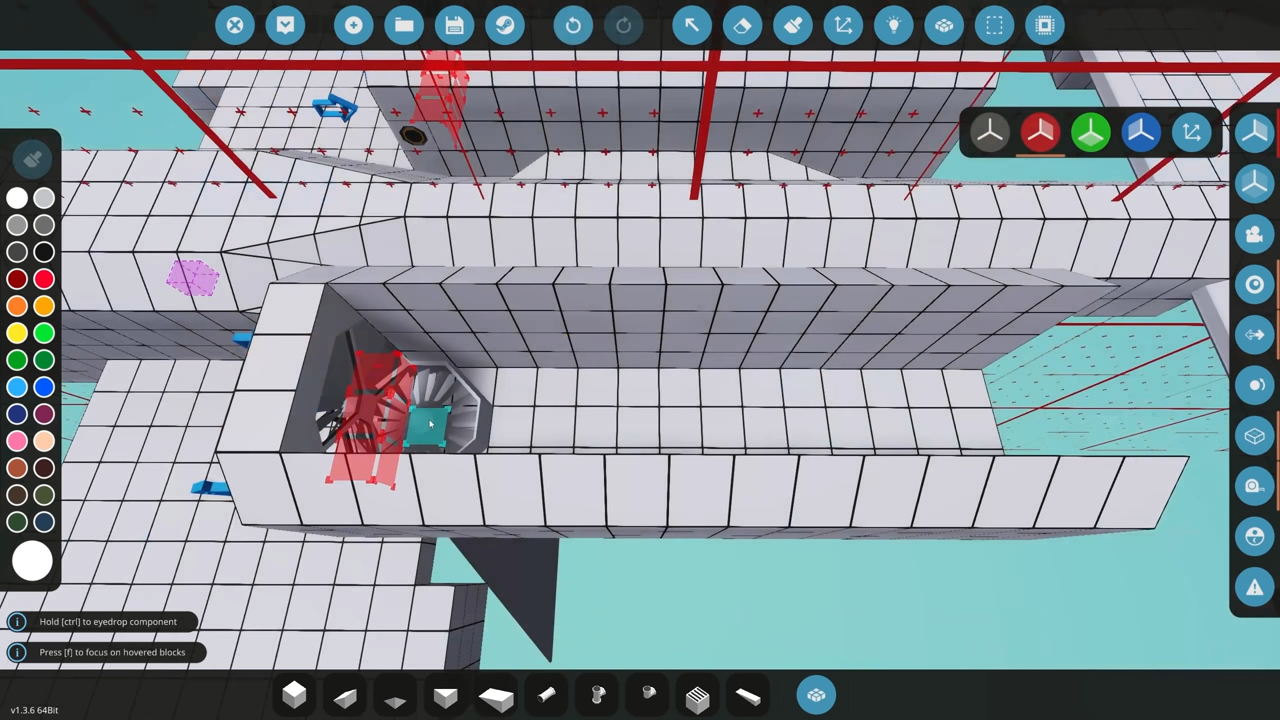 Hold [ctrl] to eyedrop component
Press [f] to focus on hovered blocks
v1.3.6 64Bit